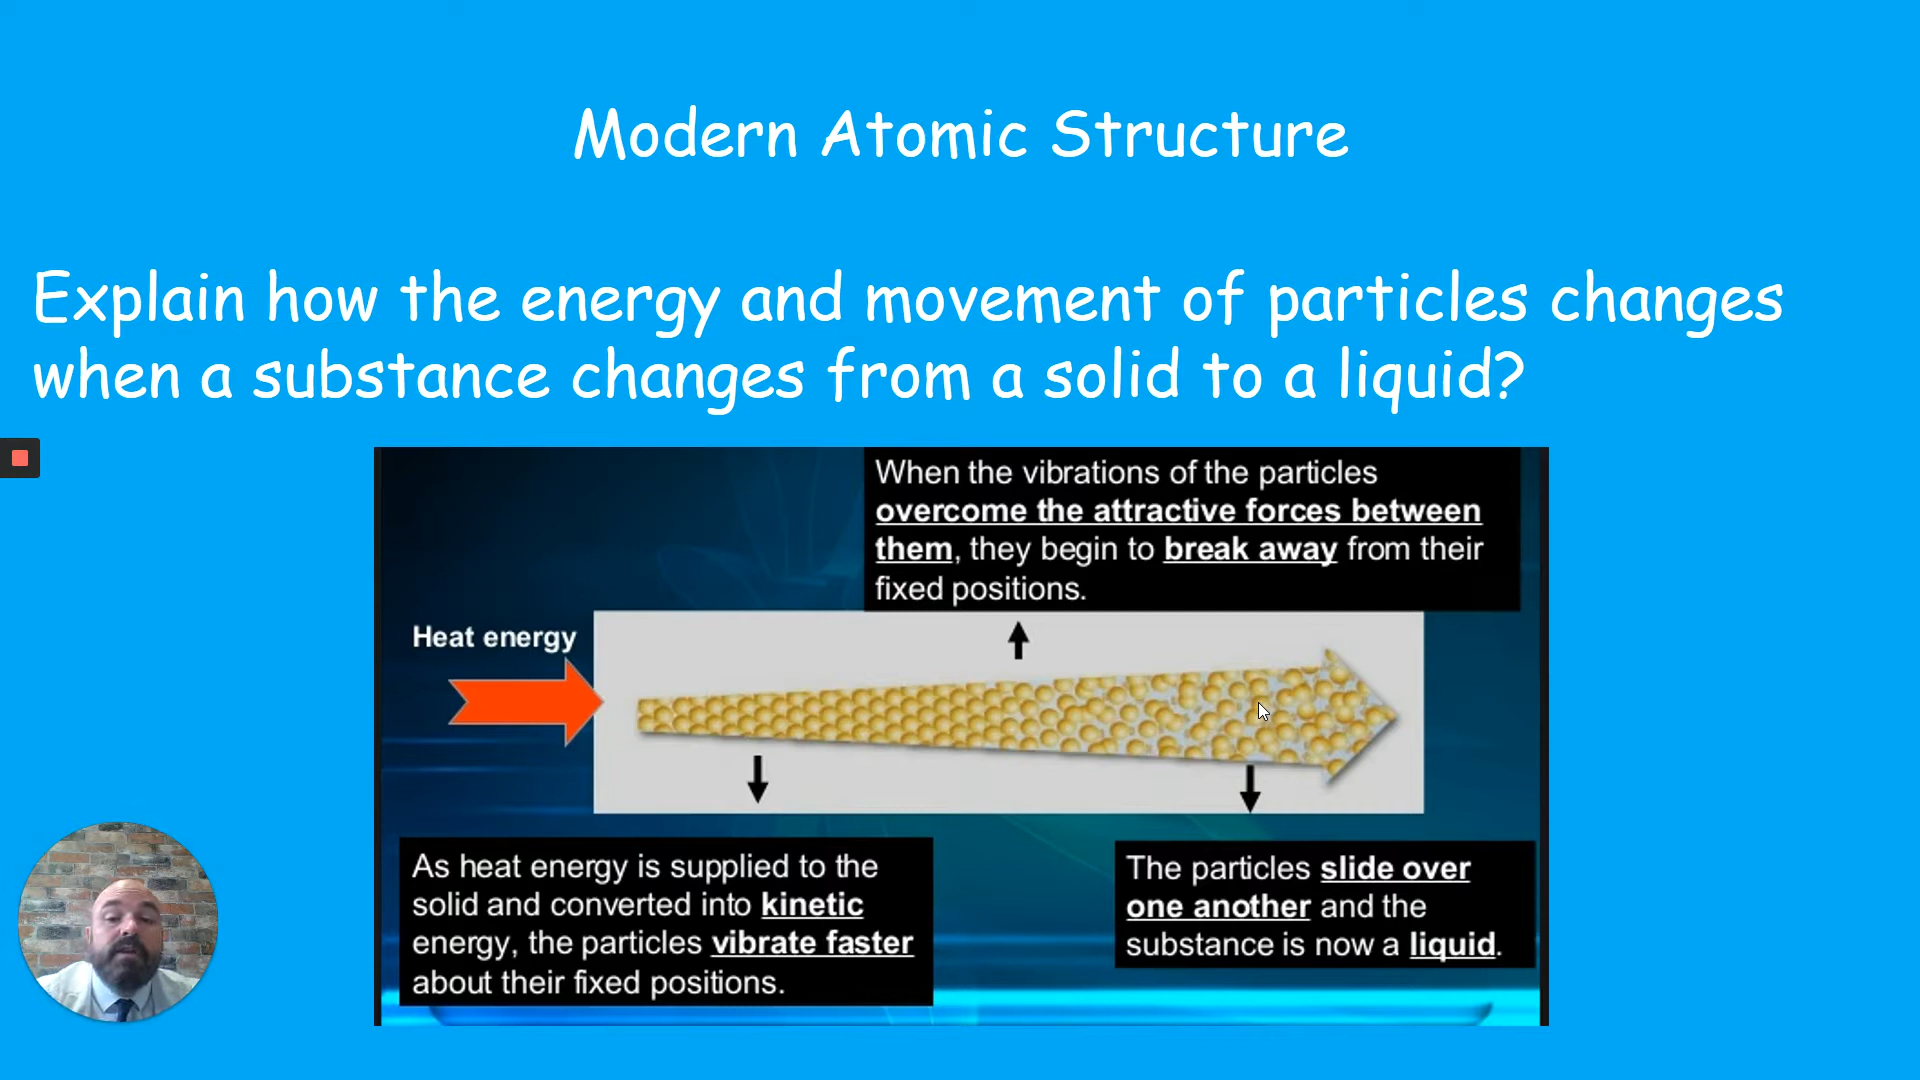 Modern Atomic Structure
Explain how the energy and movement of particles changes
when a substance changes from a solid to a liquid?
When the vibrations of the particles
overcome the attractive forces between
them, they begin to break away from their
fixed positions.
Heat energy
As heat energy is supplied to the
solid and converted into kinetic
energy, the particles vibrate faster
about their fixed positions.
The particles slide over
one another and the
substance is now a liquid.